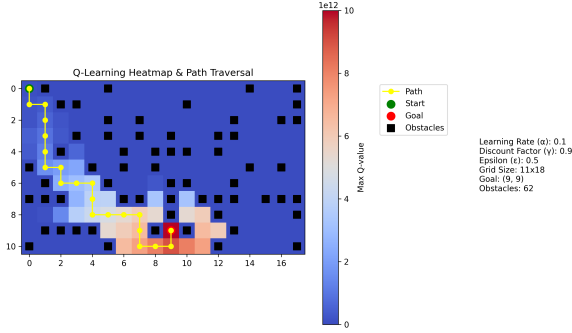 1e12
Q-Learning Heatmap & Path Traversal
0
2
4
6
8
10
0
2
4
6
8
10
12
14
16
10
8
6
4
2
0
Max Q-value
Path
Start
Goal
Obstacles
Learning Rate (α): 0.1
Discount Factor (γ): 0.9
Epsilon (ε): 0.5
Grid Size: 11x18
Goal: (9, 9)
Obstacles: 62